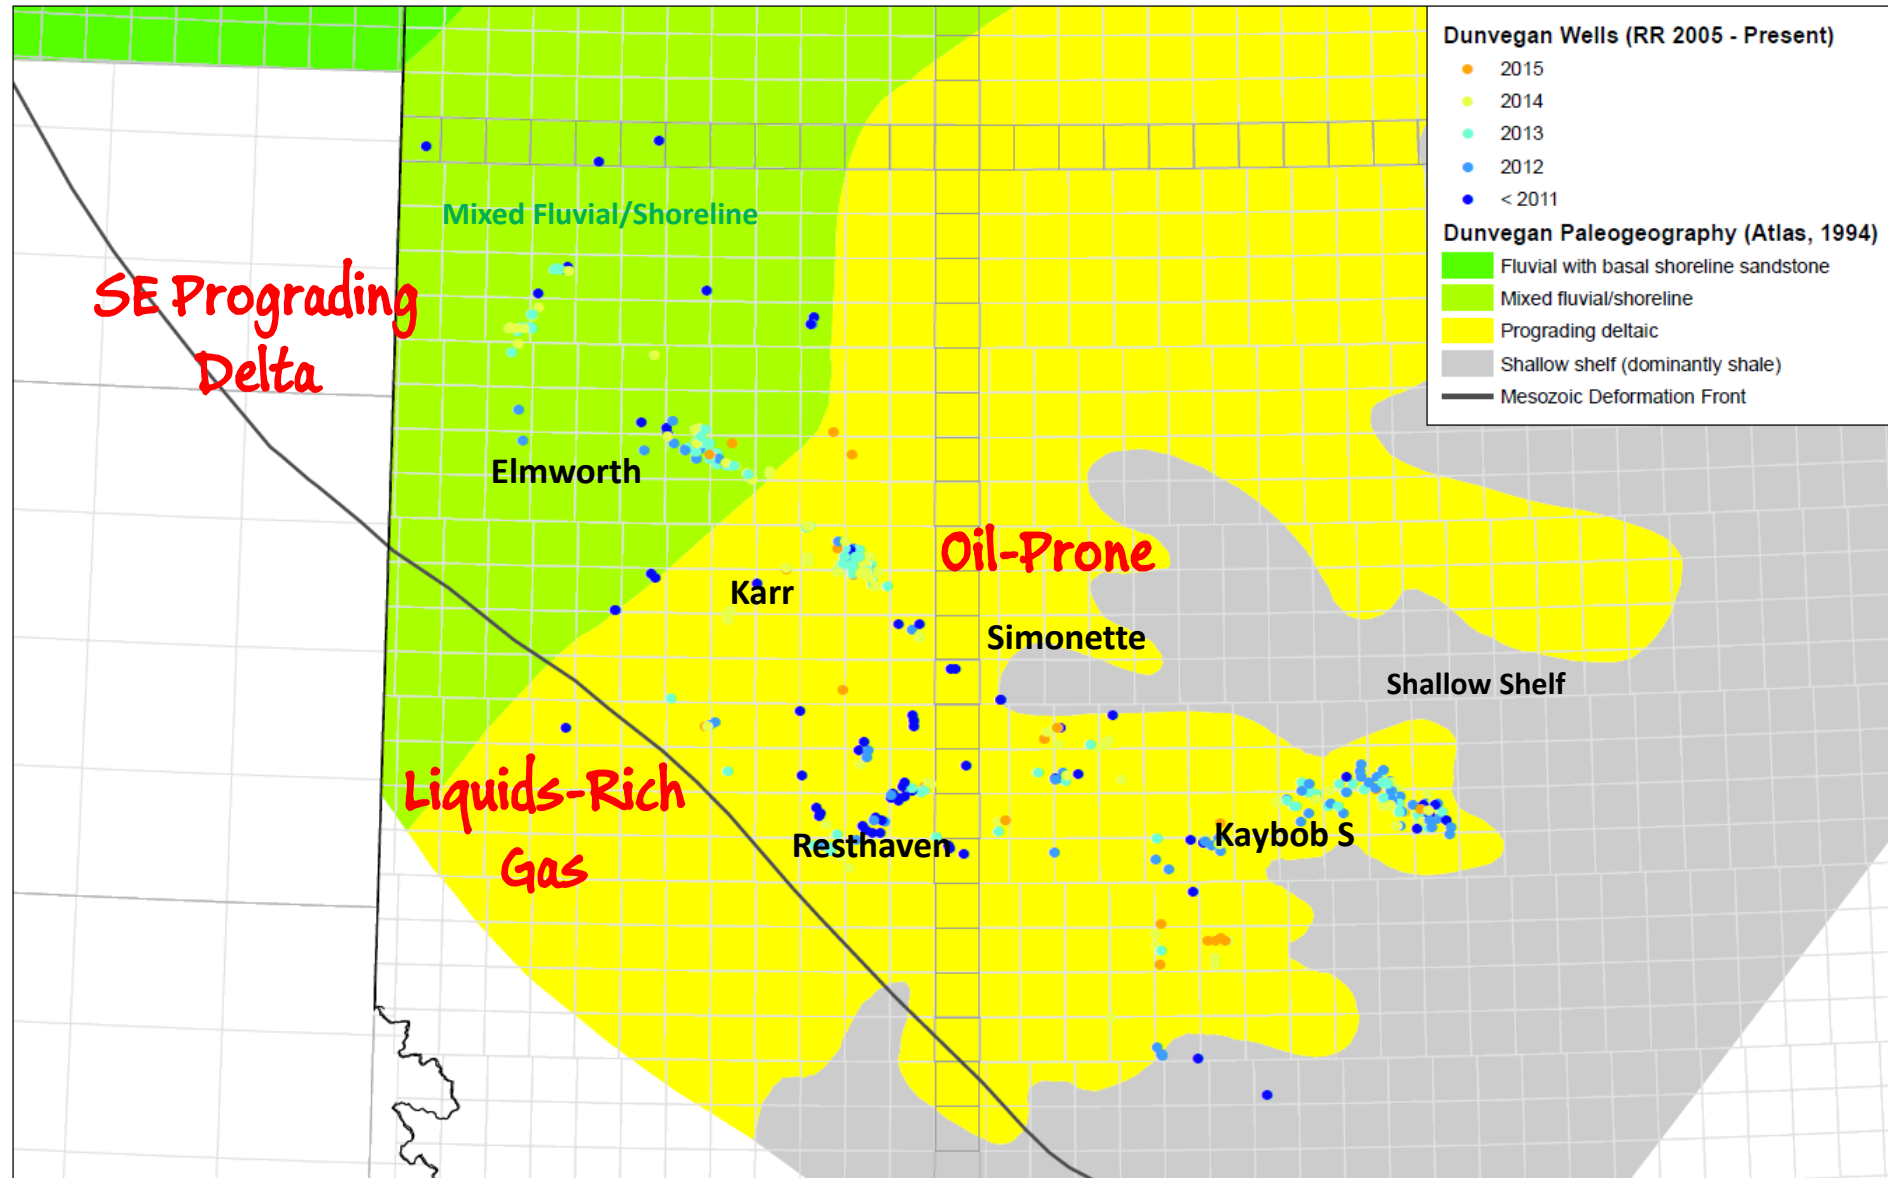 Dunvegan Wells (RR 2005 - Present)
2015
2014
2013
2012
< 2011
Dunvegan Paleogeography (Atlas, 1994)
Fluvial with basal shoreline sandstone
Mixed fluvial/shoreline
Prograding deltaic
Shallow shelf (dominantly shale)
Mesozoic Deformation Front
Mixed Fluvial/Shoreline
SE Prograding
Delta
Elmworth
Oil-Prone
Karr
Simonette
Shallow Shelf
Liquids-Rich
Gas
Resthaven
Kaybob S